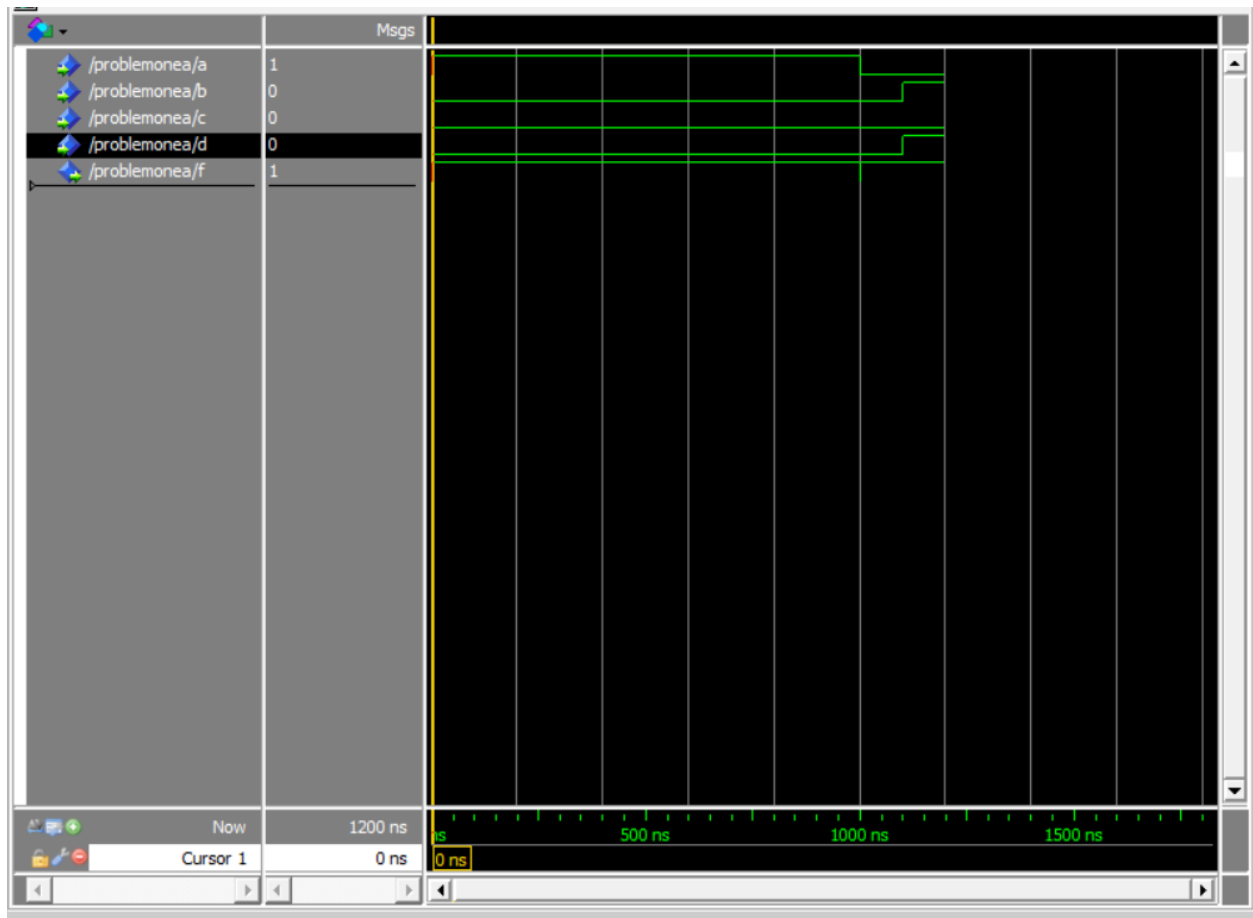 Msgs
/problemonea/a 1
/problemonea/b 0
/problemonea/c 0
/problemonea/d 0
/problemonea/f 1
Now 1200 ns
ns 500 ns 1000 ns 1500 ns
Cursor 1 0 ns 0 ns